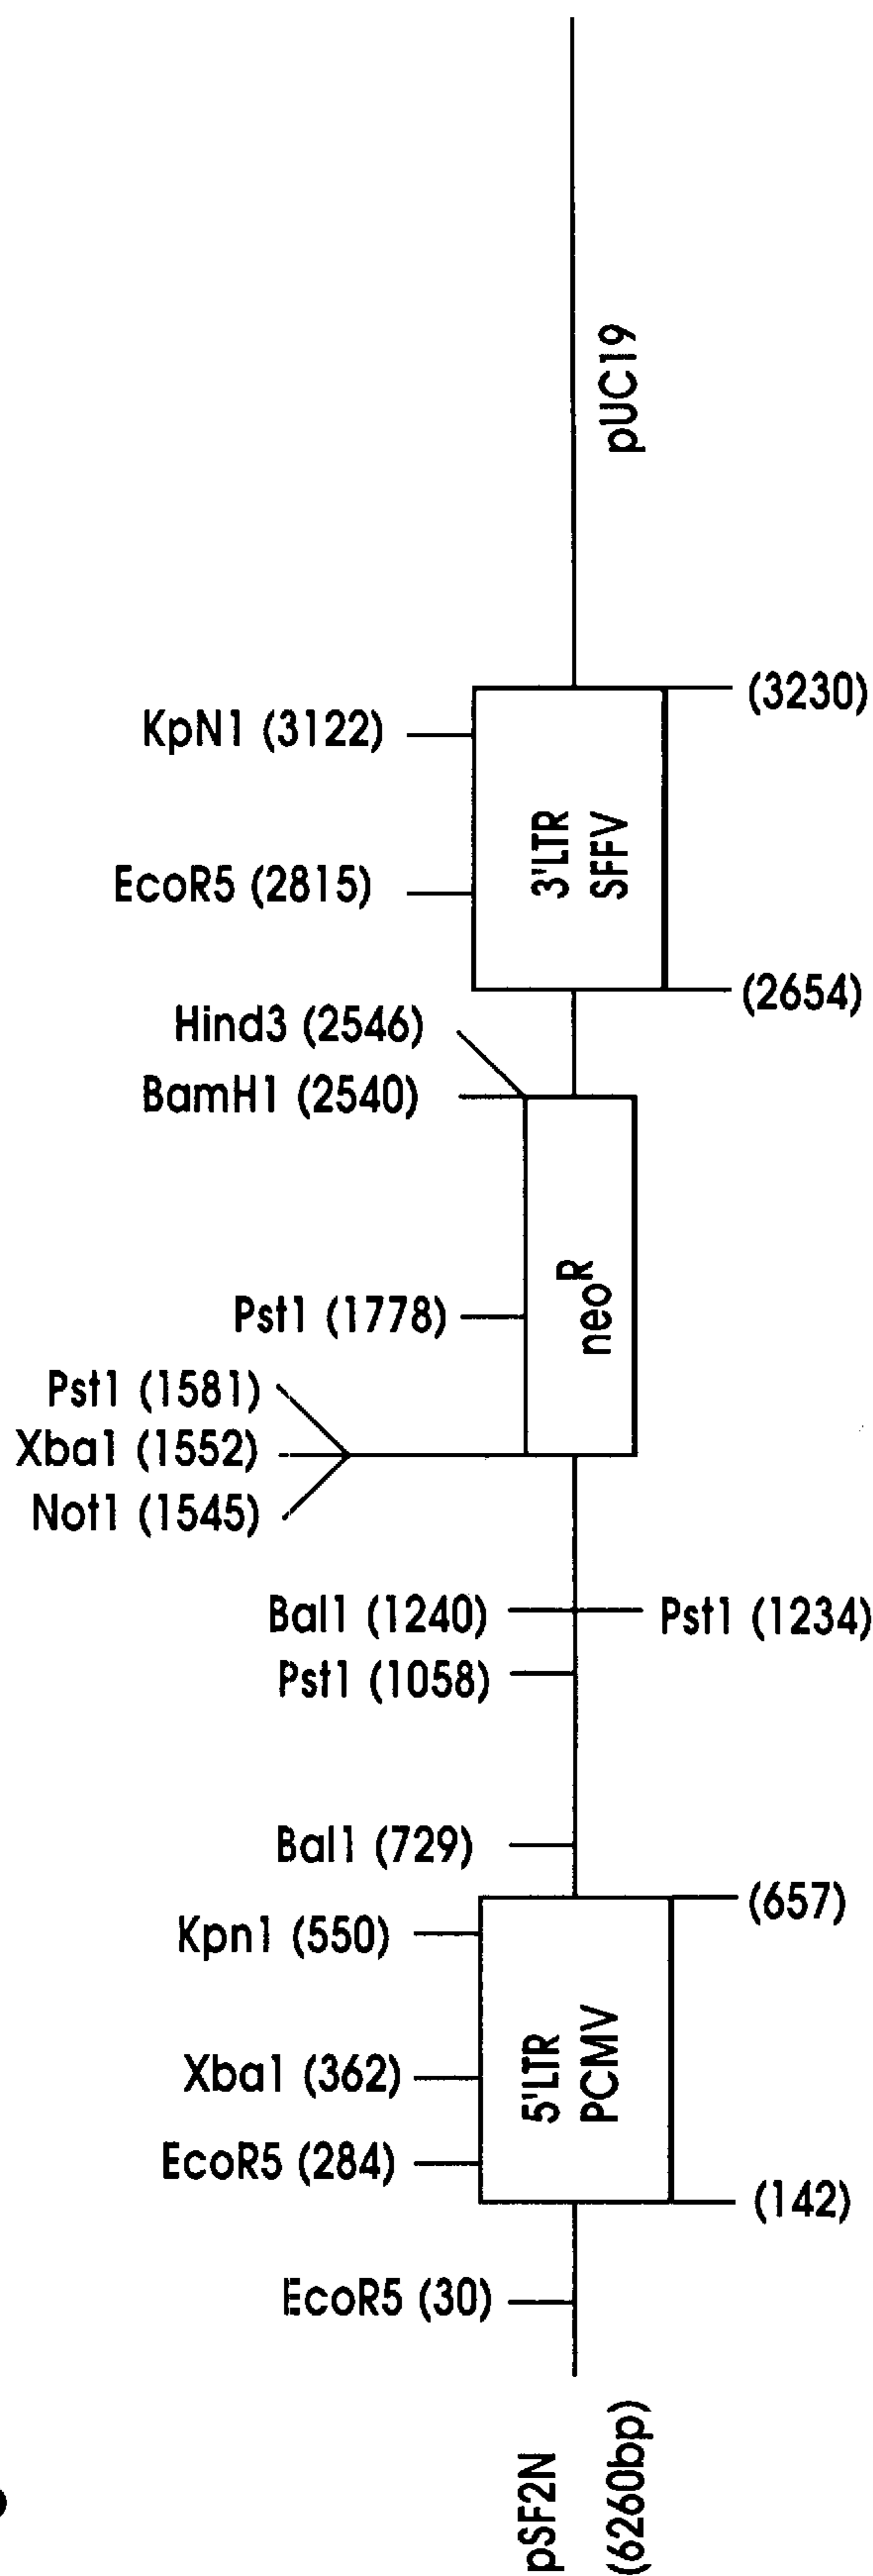 pUC19
(3230)
KpN1 (3122)
3'LTR
SFFV
EcoR5 (2815)
(2654)
Hind3 (2546)
BamH1 (2540)
neoR
Pst1 (1778)
Pst1 (1581)
Xba1 (1552)
Not1 (1545)
Bal1 (1240)
Pst1 (1234)
Pst1 (1058)
Bal1 (729)
(657)
Kpn1 (550)
5'LTR
PCMV
Xba1 (362)
EcoR5 (284)
(142)
EcoR5 (30)
pSF2N
(6260bp)